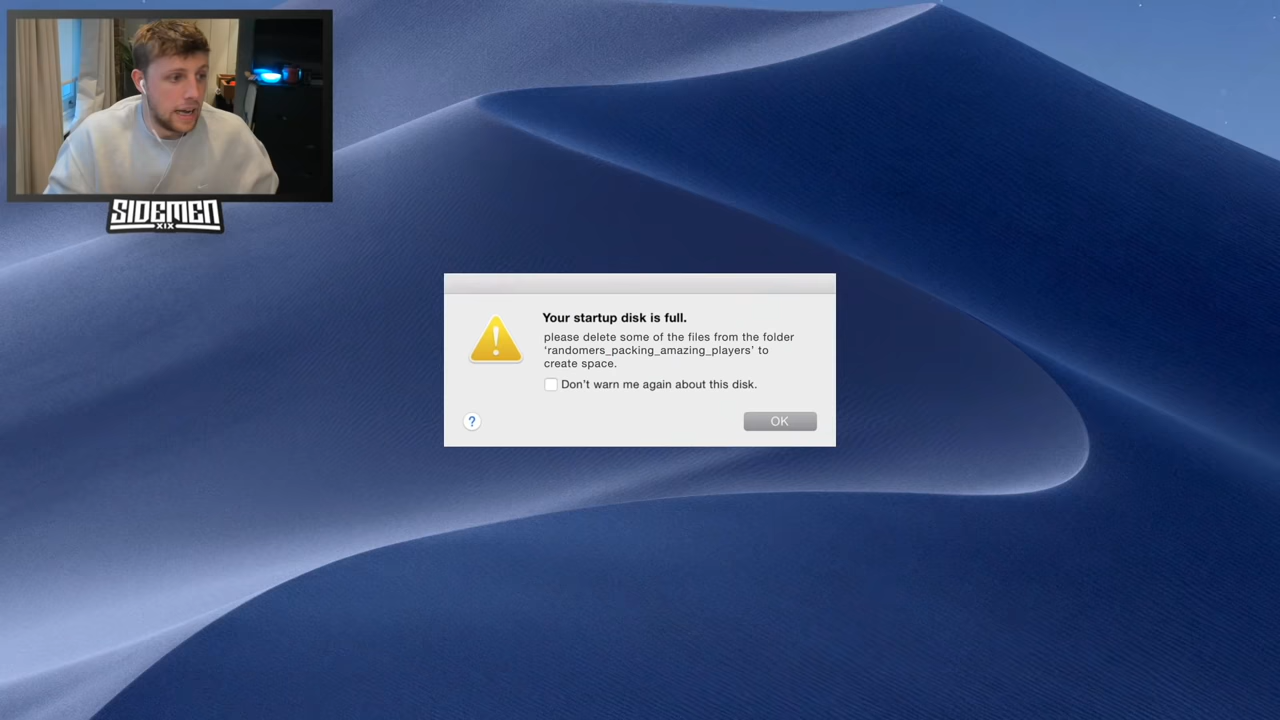 SIDEMEN
XIX
Your startup disk is full.
please delete some of the files from the folder
‘randomers_packing_amazing_players’ to
create space.
Don’t warn me again about this disk.
?
OK